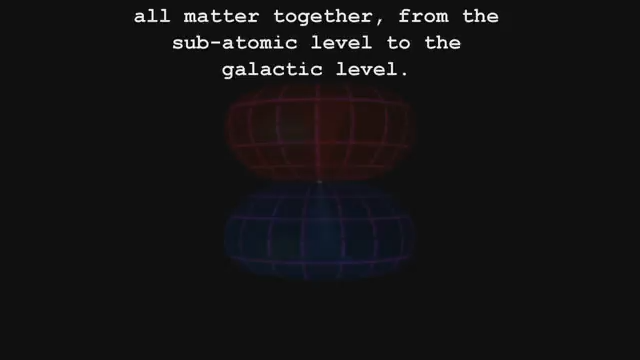 all matter together, from the
sub-atomic level to the
galactic level.